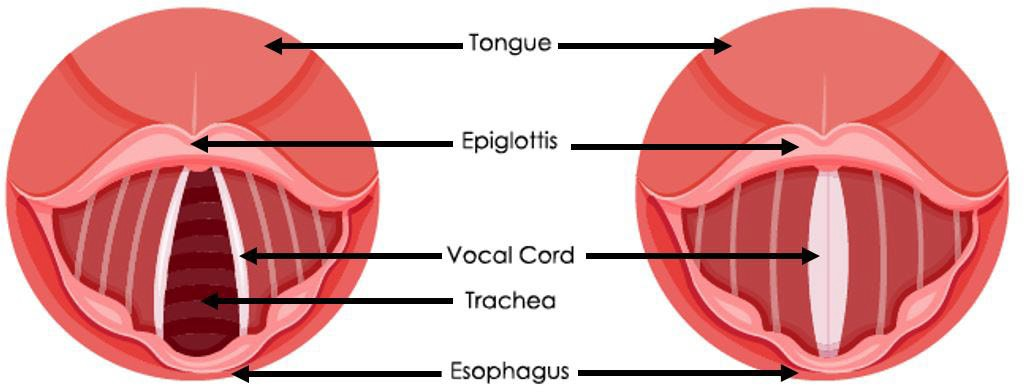 Tongue
Epiglottis
Vocal Cord
Trachea
Esophagus